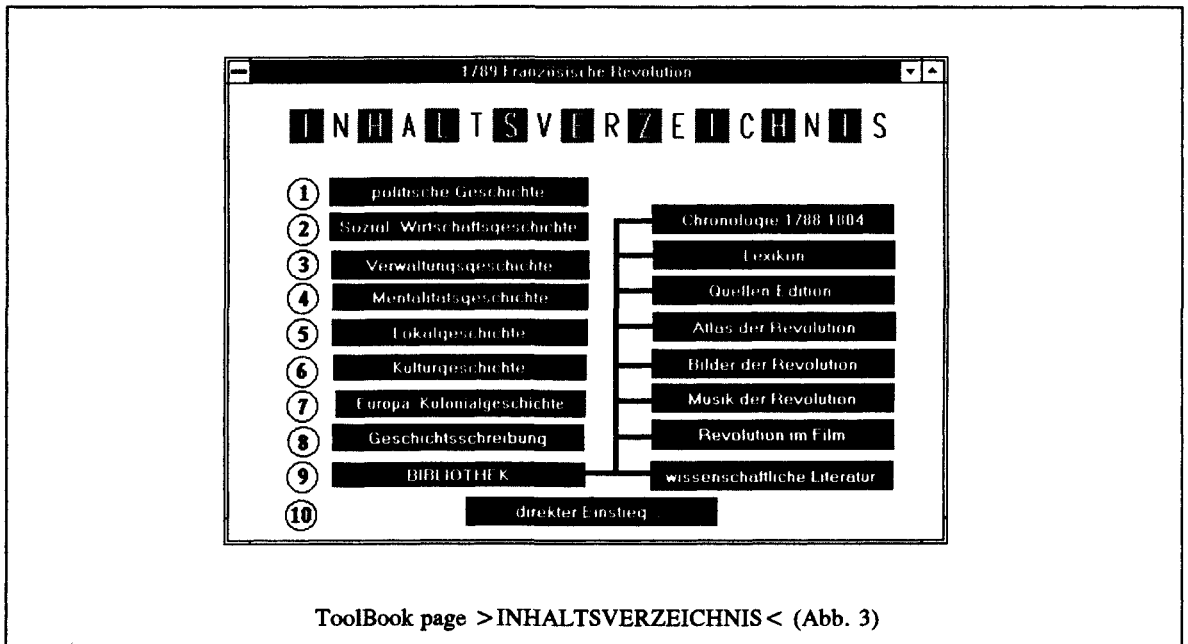 1789 Französische Revolution
INHALTSVERZEICHNIS
1 politische Geschichte
2 Sozial Wirtschaftsgeschichte
3 Verwaltungsgeschichte
4 Mentalitätsgeschichte
5 Lokalgeschichte
6 Kulturgeschichte
7 Europa Kolonialgeschichte
8 Geschichtsschreibung
9 BIBLIOTHEK
10 direkter Einstieg ..
Chronologie 1788 1804
Lexikon
Quellen Edition
Atlas der Revolution
Bilder der Revolution
Musik der Revolution
Revolution im Film
wissenschaftliche Literatur
ToolBook page >INHALTSVERZEICHNIS< (Abb. 3)